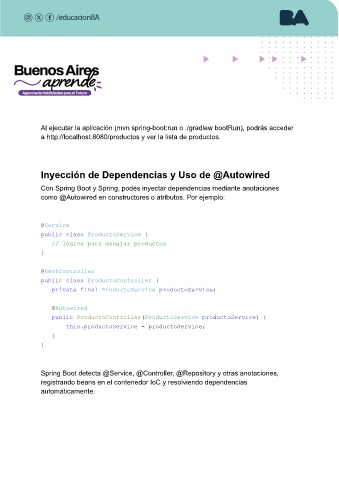 /educacionBA
BA
Buenos Aires
aprende
Agencia de Habilidades para el Futuro
Al ejecutar la aplicación (mvn spring-boot:run o ./gradlew bootRun), podrás acceder
a http://localhost:8080/productos y ver la lista de productos.
Inyección de Dependencias y Uso de @Autowired
Con Spring Boot y Spring, podés inyectar dependencias mediante anotaciones
como @Autowired en constructores o atributos. Por ejemplo:
@Service
public class ProductoService {
// lógica para manejar productos
}
@RestController
public class ProductoController {
private final ProductoService productoService;
@Autowired
public ProductoController(ProductoService productoService) {
this.productoService = productoService;
}
}
Spring Boot detecta @Service, @Controller, @Repository y otras anotaciones,
registrando beans en el contenedor IoC y resolviendo dependencias
automáticamente.